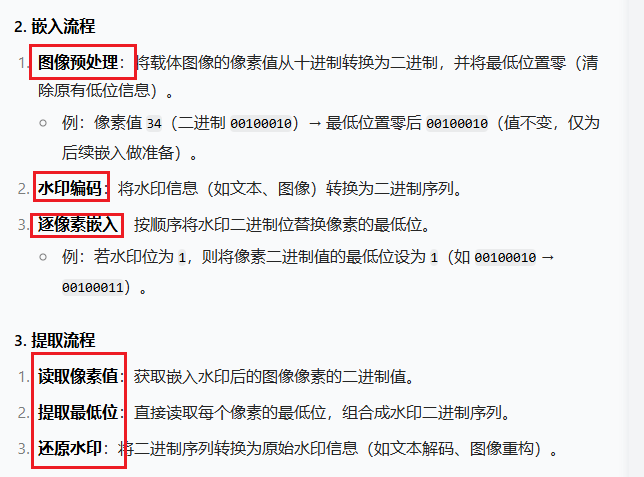 2. 嵌入流程
1. 图像预处理：将载体图像的像素值从十进制转换为二进制，并将最低位置零（清
除原有低位信息）。
○ 例：像素值 34（二进制 00100010）→ 最低位置零后 00100010（值不变，仅为
后续嵌入做准备）。
2. 水印编码：将水印信息（如文本、图像）转换为二进制序列。
3. 逐像素嵌入 按顺序将水印二进制位替换像素的最低位。
○ 例：若水印位为 1，则将像素二进制值的最低位设为 1（如 00100010 →
00100011）。
3. 提取流程
1. 读取像素值：获取嵌入水印后的图像像素的二进制值。
2. 提取最低位：直接读取每个像素的最低位，组合成水印二进制序列。
3. 还原水印：将二进制序列转换为原始水印信息（如文本解码、图像重构）。